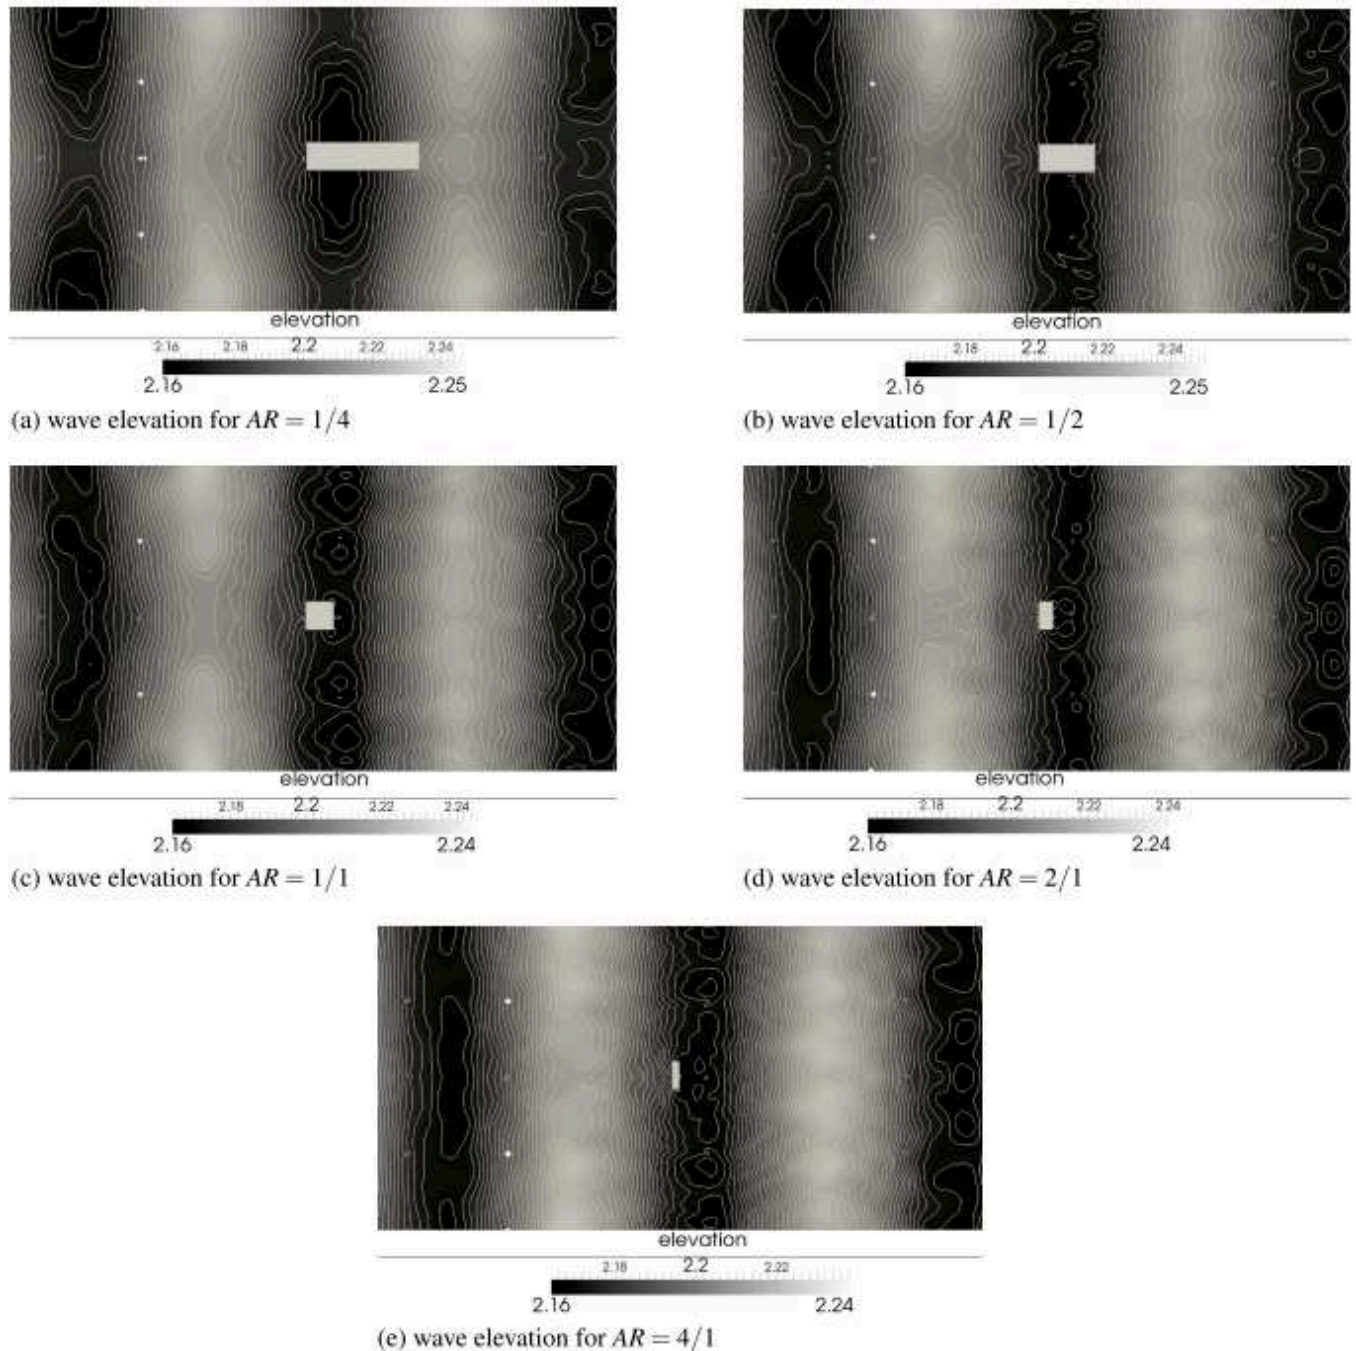 elevation
2.16 2.18 2.2 2.22 2.24
2.16 2.25
(a) wave elevation for AR = 1/4
elevation
2.18 2.2 2.22 2.24
2.16 2.25
(b) wave elevation for AR = 1/2
elevation
2.18 2.2 2.22 2.24
2.16 2.24
(c) wave elevation for AR = 1/1
elevation
2.18 2.2 2.22 2.24
2.16 2.24
(d) wave elevation for AR = 2/1
elevation
2.18 2.2 2.22
2.16 2.24
(e) wave elevation for AR = 4/1